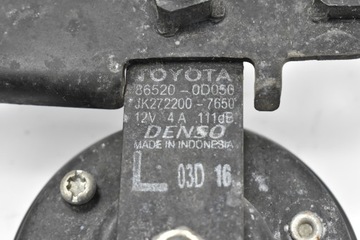 TOYOTA
86520-0D050
JK272200-7650
12V 4A 111dB
DENSO
MADE IN INDONESIA
L 03D 16